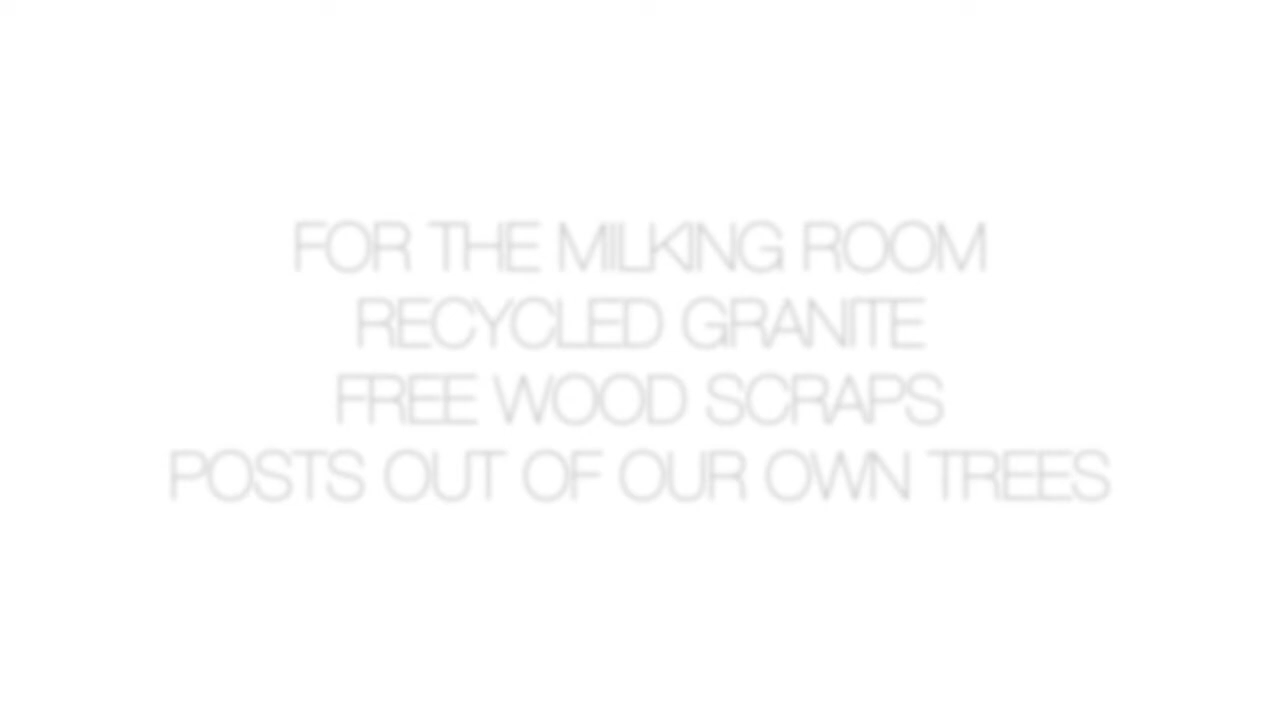 FOR THE MILKING ROOM
RECYCLED GRANITE
FREE WOOD SCRAPS
POSTS OUT OF OUR OWN TREES